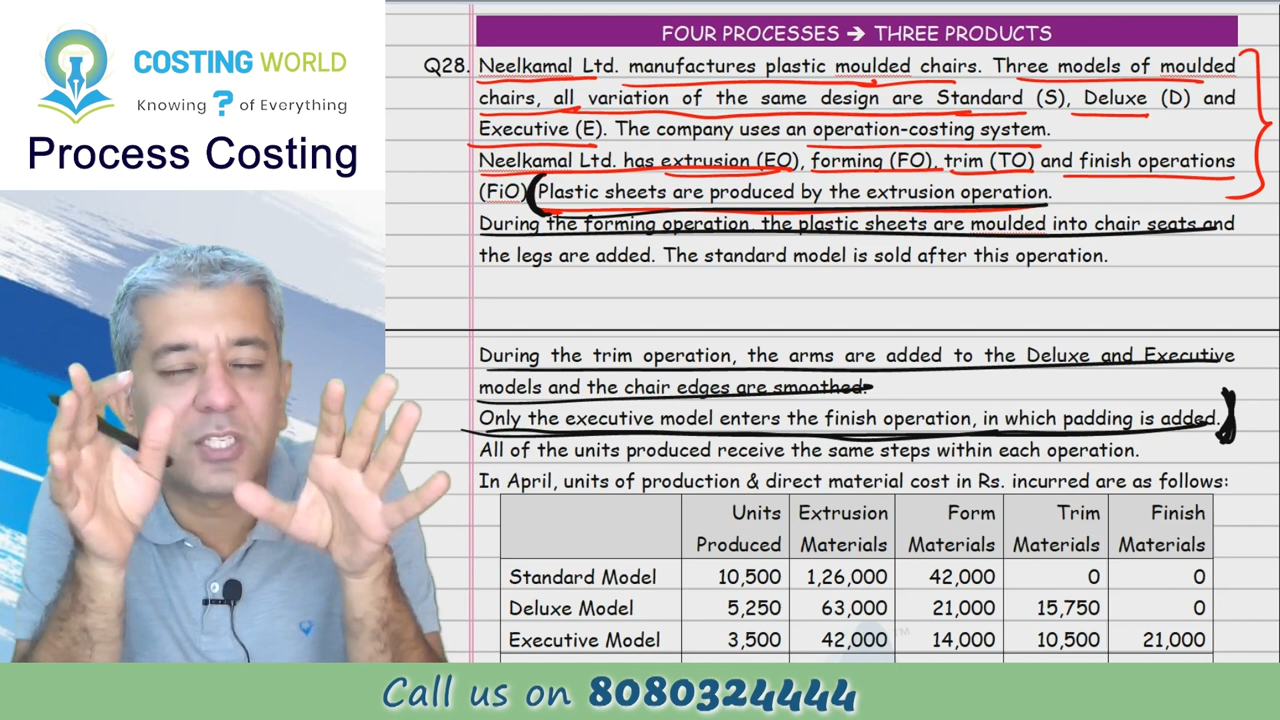 COSTING WORLD
Knowing ? of Everything
Process Costing
FOUR PROCESSES ➔ THREE PRODUCTS
Q28. Neelkamal Ltd. manufactures plastic moulded chairs. Three models of moulded
chairs, all variation of the same design are Standard (S), Deluxe (D) and
Executive (E). The company uses an operation-costing system.
Neelkamal Ltd. has extrusion (EO), forming (FO), trim (TO) and finish operations
(FiO) Plastic sheets are produced by the extrusion operation.
During the forming operation, the plastic sheets are moulded into chair seats and
the legs are added. The standard model is sold after this operation.
During the trim operation, the arms are added to the Deluxe and Executive
models and the chair edges are smoothed.
Only the executive model enters the finish operation, in which padding is added.
All of the units produced receive the same steps within each operation.
In April, units of production & direct material cost in Rs. incurred are as follows:
Units Extrusion Form Trim Finish
Produced Materials Materials Materials Materials
Standard Model 10,500 1,26,000 42,000 0 0
Deluxe Model 5,250 63,000 21,000 15,750 0
Executive Model 3,500 42,000 14,000 10,500 21,000
TM
Call us on 8080324444